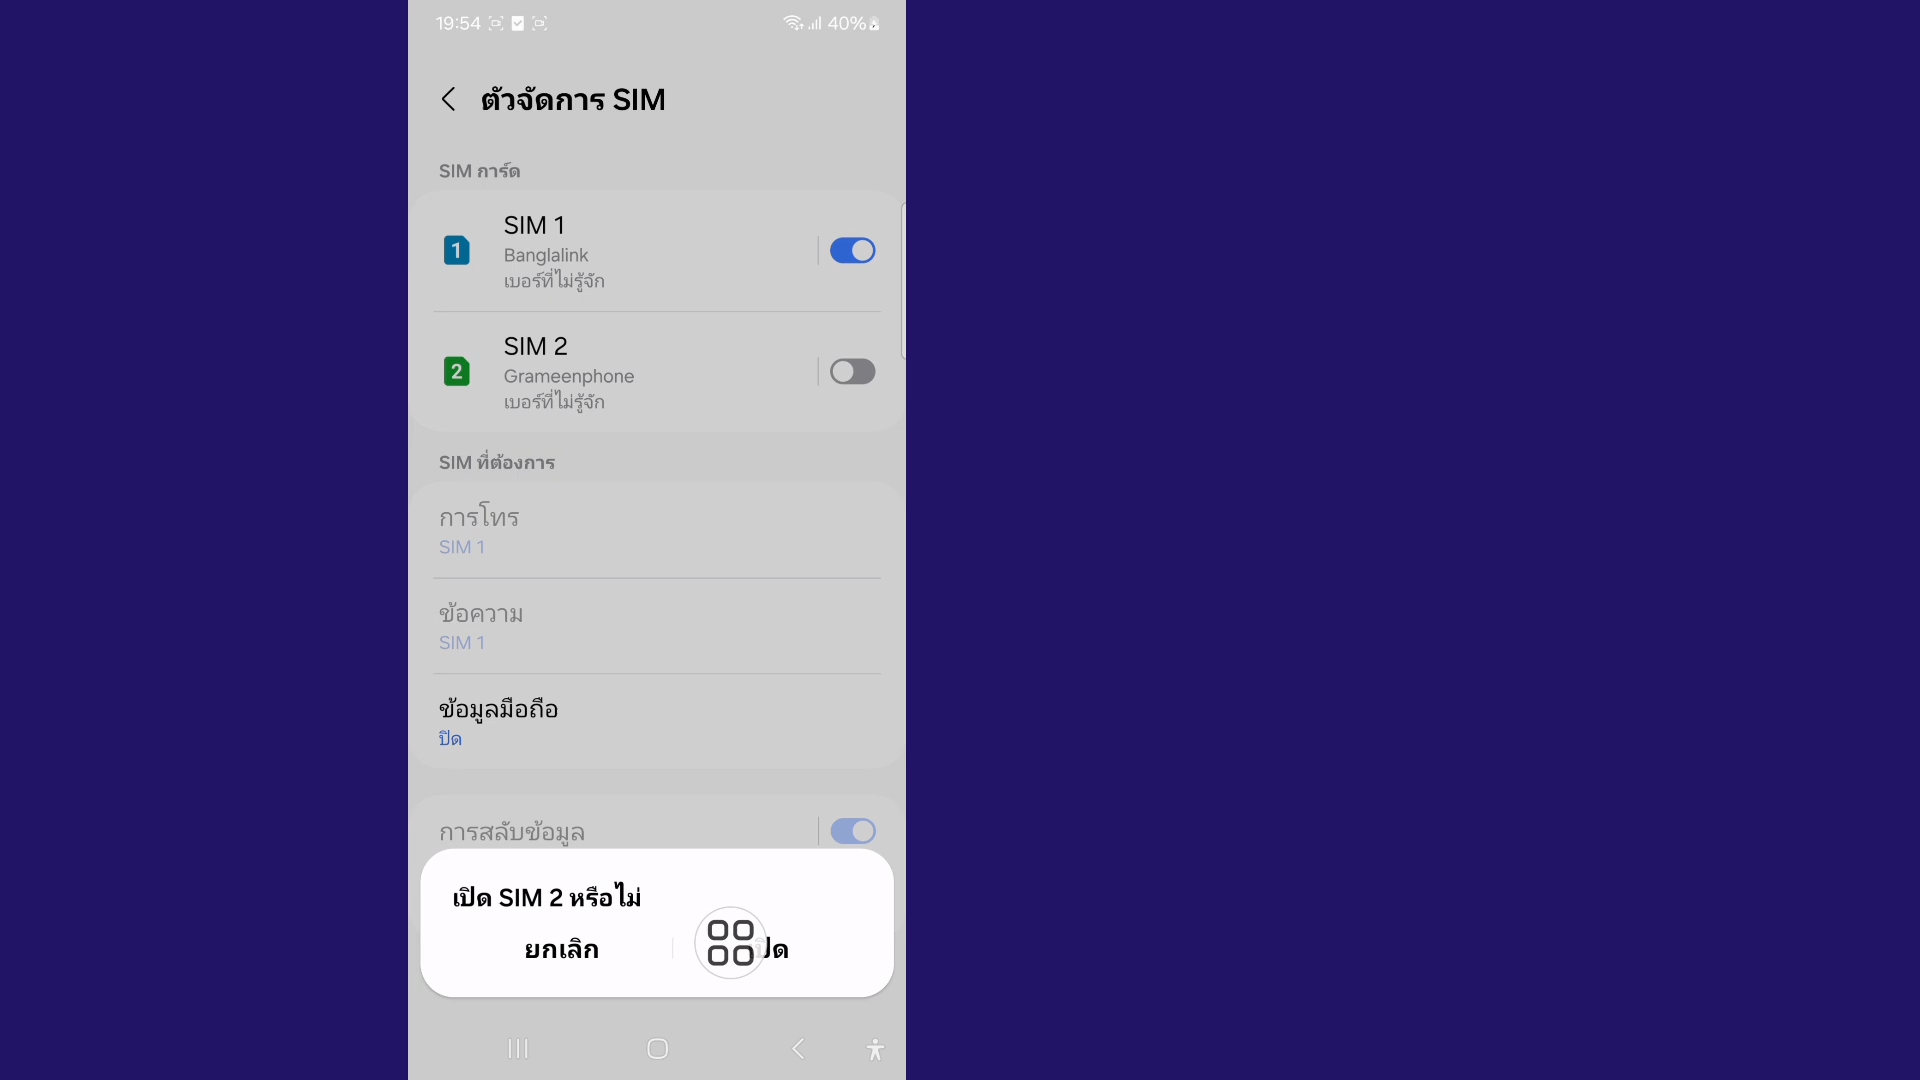 19:54
40%
ตัวจัดการ SIM
SIM การ์ด
1
SIM 1
Banglalink
เบอร์ที่ไม่รู้จัก
2
SIM 2
Grameenphone
เบอร์ที่ไม่รู้จัก
SIM ที่ต้องการ
การโทร
SIM 1
ข้อความ
SIM 1
ข้อมูลมือถือ
ปิด
การสลับข้อมูล
เปิด SIM 2 หรือไม่
ยกเลิก
เปิด